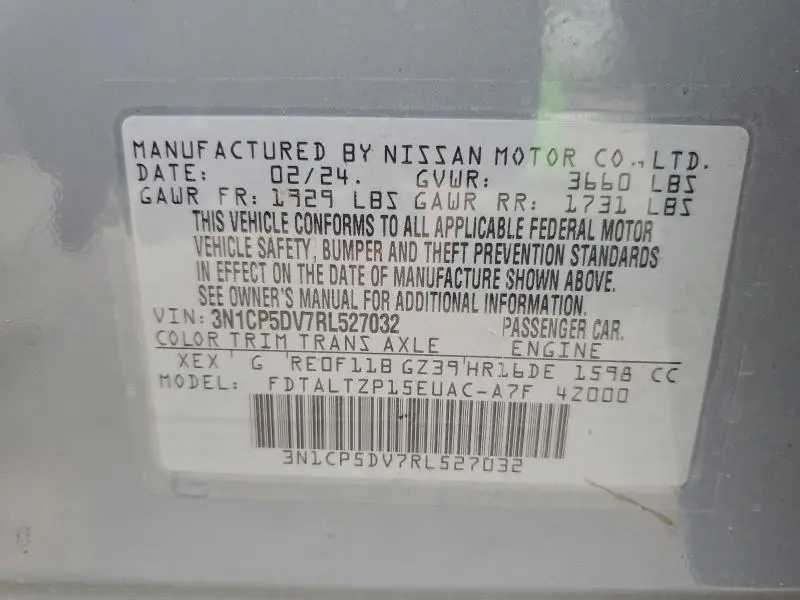 MANUFACTURED BY NISSAN MOTOR CO., LTD.
DATE: 02/24. GVWR: 3660 LBS
GAWR FR: 1929 LBS GAWR RR: 1731 LBS
THIS VEHICLE CONFORMS TO ALL APPLICABLE FEDERAL MOTOR
VEHICLE SAFETY, BUMPER AND THEFT PREVENTION STANDARDS
IN EFFECT ON THE DATE OF MANUFACTURE SHOWN ABOVE.
SEE OWNER'S MANUAL FOR ADDITIONAL INFORMATION.
VIN: 3N1CP5DV7RL527032 PASSENGER CAR.
COLOR TRIM TRANS AXLE ENGINE
XEX G RE0F11B GZ39 HR16DE 1598 CC
MODEL: FDTALTZP15EUAC-A7F 4Z000
3N1CP5DV7RL527032